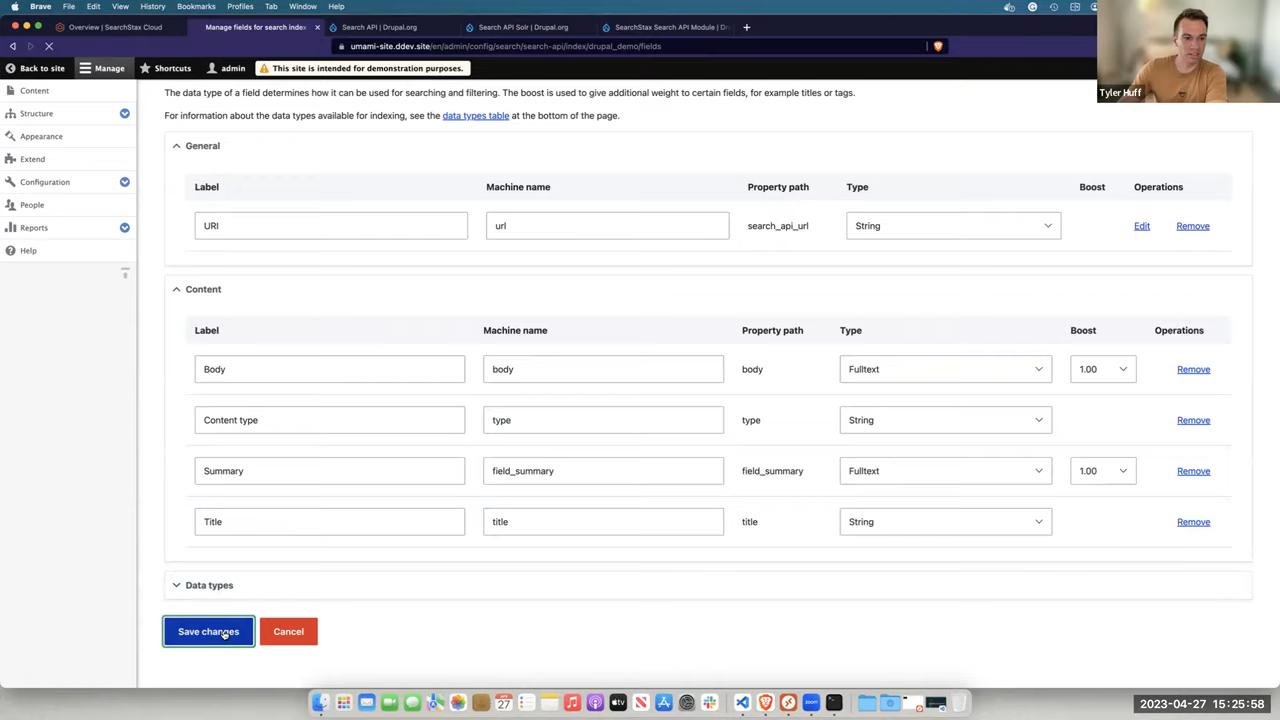 Brave File Edit View History Bookmarks Profiles Tab Window Help
Overview | SearchStax Cloud Manage fields for search index Search API | Drupal.org Search API Solr | Drupal.org SearchStax Search API Module | D
umami-site.ddev.site/en/admin/config/search/search-api/index/drupal_demo/fields
Back to site Manage Shortcuts admin This site is intended for demonstration purposes.
Tyler Huff
Content
Structure
Appearance
Extend
Configuration
People
Reports
Help
The data type of a field determines how it can be used for searching and filtering. The boost is used to give additional weight to certain fields, for example titles or tags.
For information about the data types available for indexing, see the data types table at the bottom of the page.
General
Label Machine name Property path Type Boost Operations
URI url search_api_url String Edit Remove
Content
Label Machine name Property path Type Boost Operations
Body body body Fulltext 1.00 Remove
Content type type type String Remove
Summary field_summary field_summary Fulltext 1.00 Remove
Title title title String Remove
Data types
Save changes Cancel
2023-04-27 15:25:58